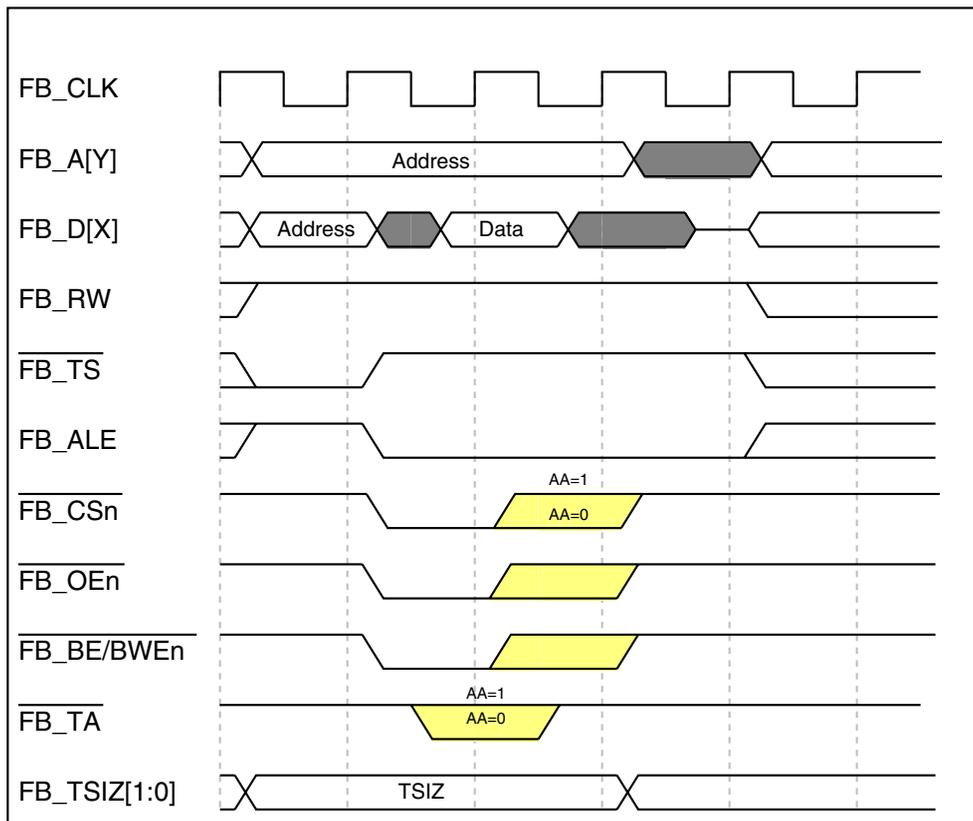 FB_CLK
FB_A[Y] Address
FB_D[X] Address Data
FB_RW
FB_TS
FB_ALE
AA=1
FB_CSn AA=0
FB_OEn
FB_BE/BWEn
AA=1
FB_TA AA=0
FB_TSIZ[1:0] TSIZ